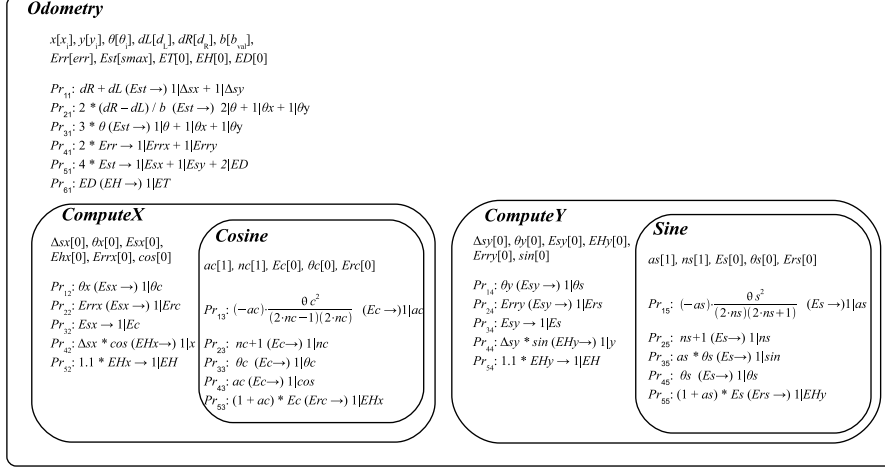 Odometry
x[xi], y[yi], θ[θi], dL[dL], dR[dR], b[bval],
Err[err], Est[smax], ET[0], EH[0], ED[0]
Pr11: dR + dL (Est →) 1|Δsx + 1|Δsy
Pr21: 2 * (dR – dL) / b (Est →) 2|θ + 1|θx + 1|θy
Pr31: 3 * θ (Est →) 1|θ + 1|θx + 1|θy
Pr41: 2 * Err → 1|Errx + 1|Erry
Pr51: 4 * Est → 1|Esx + 1|Esy + 2|ED
Pr61: ED (EH →) 1|ET
ComputeX
Δsx[0], θx[0], Esx[0],
Ehx[0], Errx[0], cos[0]
Pr12: θx (Esx →) 1|θc
Pr22: Errx (Esx →) 1|Erc
Pr32: Esx → 1|Ec
Pr42: Δsx * cos (EHx→) 1|x
Pr52: 1.1 * EHx → 1|EH
Cosine
ac[1], nc[1], Ec[0], θc[0], Erc[0]
Pr13: (−ac)· θc² / (2·nc−1)(2·nc) (Ec →)1|ac
Pr23: nc+1 (Ec→) 1|nc
Pr33: θc (Ec→) 1|θc
Pr43: ac (Ec→) 1|cos
Pr53: (1 + ac) * Ec (Erc →) 1|EHx
ComputeY
Δsy[0], θy[0], Esy[0], EHy[0],
Erry[0], sin[0]
Pr14: θy (Esy →) 1|θs
Pr24: Erry (Esy →) 1|Ers
Pr34: Esy → 1|Es
Pr44: Δsy * sin (EHy→) 1|y
Pr54: 1.1 * EHy → 1|EH
Sine
as[1], ns[1], Es[0], θs[0], Ers[0]
Pr15: (−as)· θs² / (2·ns)(2·ns+1) (Es →)1|as
Pr25: ns+1 (Es→) 1|ns
Pr35: as * θs (Es→) 1|sin
Pr45: θs (Es→) 1|θs
Pr55: (1 + as) * Es (Ers →) 1|EHy